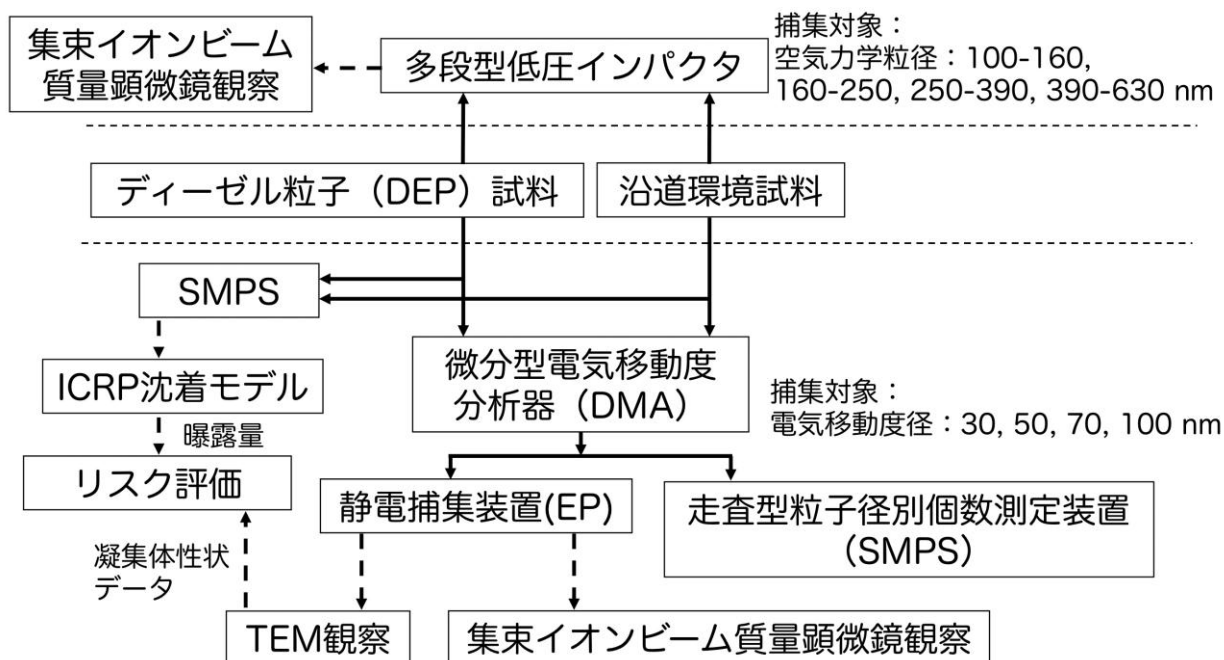 集束イオンビーム
質量顕微鏡観察
多段型低圧インパクタ
捕集対象：
空気力学粒径：100-160,
160-250, 250-390, 390-630 nm
ディーゼル粒子（DEP）試料
沿道環境試料
SMPS
ICRP沈着モデル
曝露量
リスク評価
微分型電気移動度
分析器（DMA）
捕集対象：
電気移動度径：30, 50, 70, 100 nm
静電捕集装置(EP)
走査型粒子径別個数測定装置
（SMPS）
凝集体性状
データ
TEM観察
集束イオンビーム質量顕微鏡観察